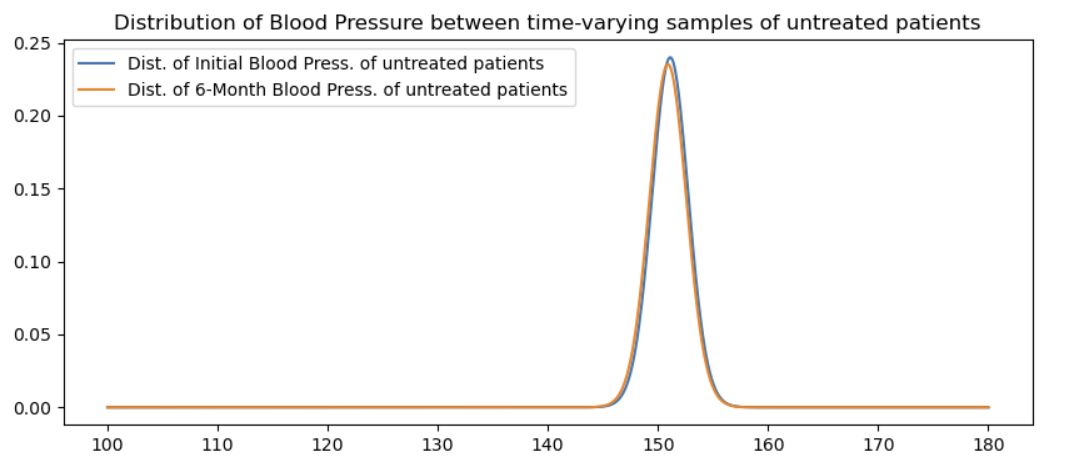 Distribution of Blood Pressure between time-varying samples of untreated patients
0.25
Dist. of Initial Blood Press. of untreated patients
Dist. of 6-Month Blood Press. of untreated patients
0.20
0.15
0.10
0.05
0.00
100 110 120 130 140 150 160 170 180